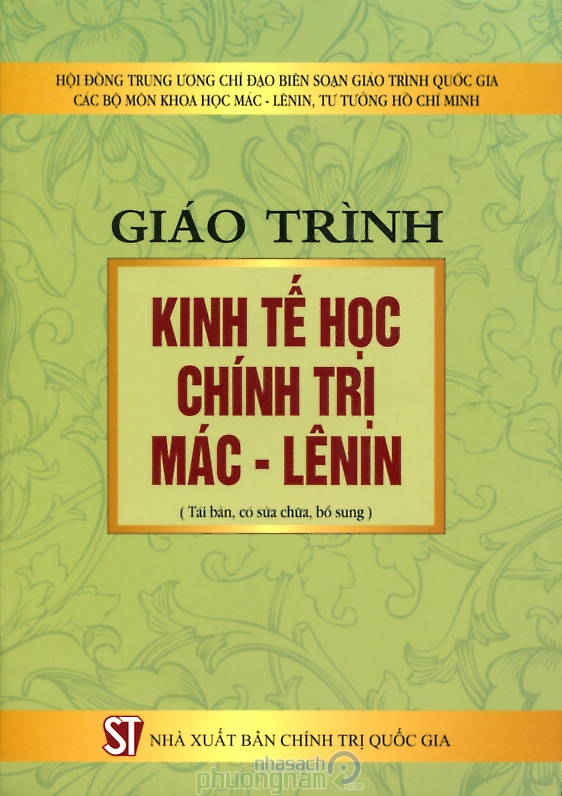 HỘI ĐỒNG TRUNG ƯƠNG CHỈ ĐẠO BIÊN SOẠN GIÁO TRÌNH QUỐC GIA
CÁC BỘ MÔN KHOA HỌC MÁC - LÊNIN, TƯ TƯỞNG HỒ CHÍ MINH
GIÁO TRÌNH
KINH TẾ HỌC
CHÍNH TRỊ
MÁC - LÊNIN
( Tái bản, có sửa chữa, bổ sung )
ST NHÀ XUẤT BẢN CHÍNH TRỊ QUỐC GIA
nhasach
phuongnam
.com